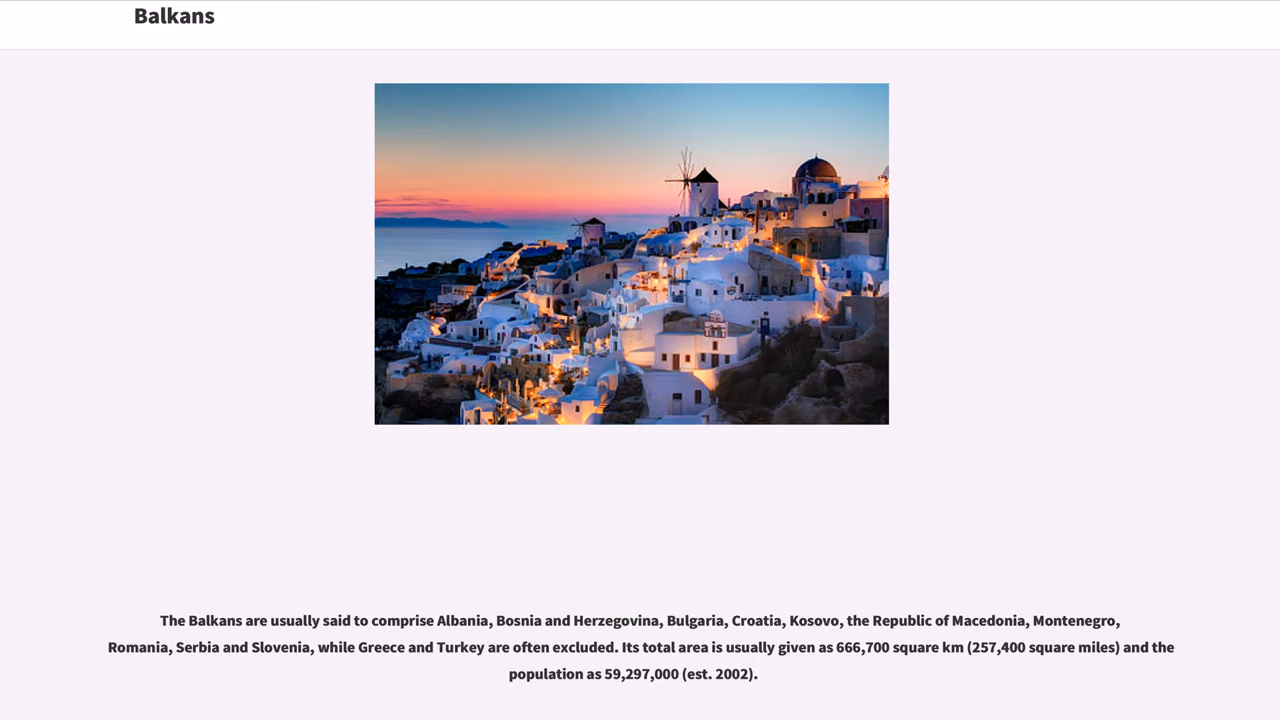 Balkans
The Balkans are usually said to comprise Albania, Bosnia and Herzegovina, Bulgaria, Croatia, Kosovo, the Republic of Macedonia, Montenegro,
Romania, Serbia and Slovenia, while Greece and Turkey are often excluded. Its total area is usually given as 666,700 square km (257,400 square miles) and the
population as 59,297,000 (est. 2002).